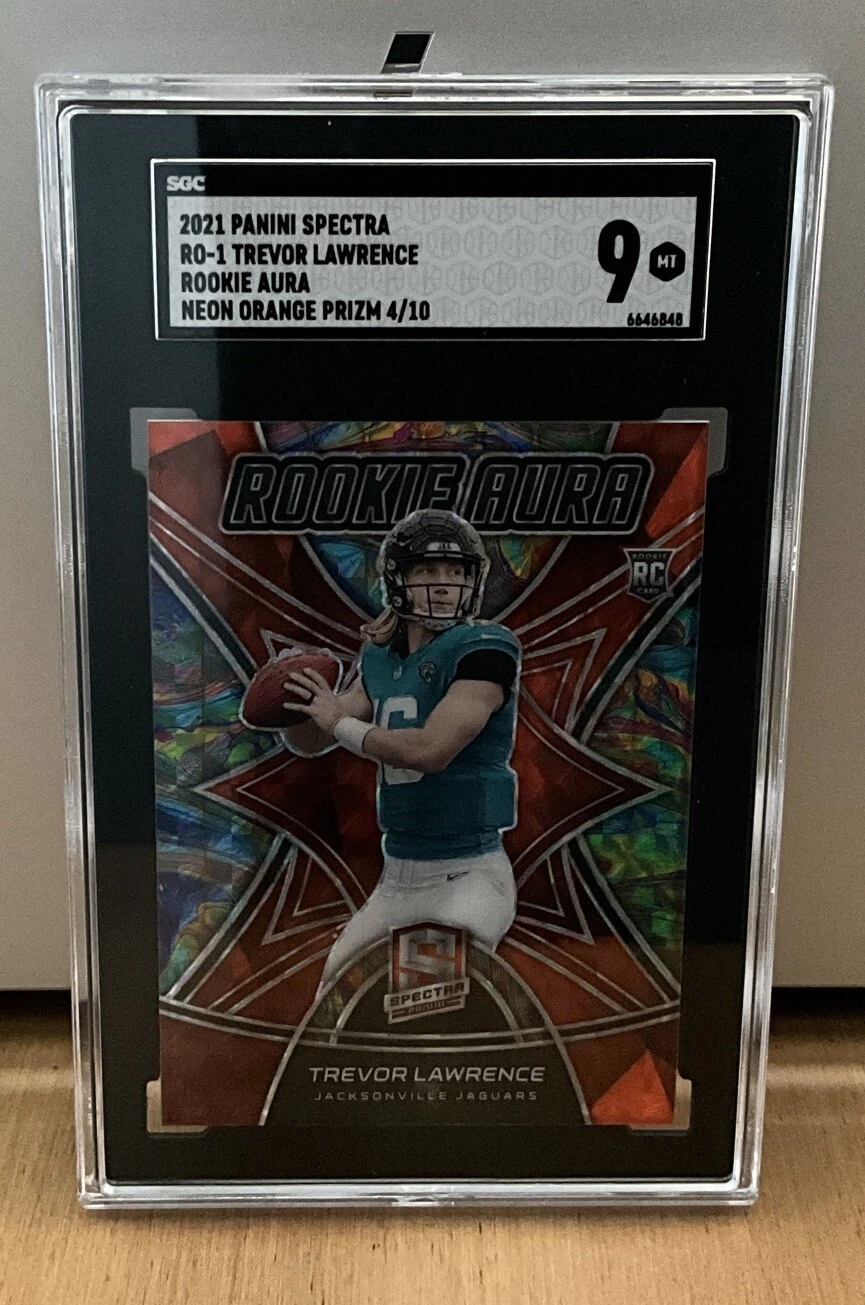 SGC
2021 PANINI SPECTRA
RO-1 TREVOR LAWRENCE
ROOKIE AURA
NEON ORANGE PRIZM 4/10
9
MT
6646848
ROOKIE AURA
ROOKIE
RC
CARD
16
S
SPECTRA
PANINI
TREVOR LAWRENCE
JACKSONVILLE JAGUARS